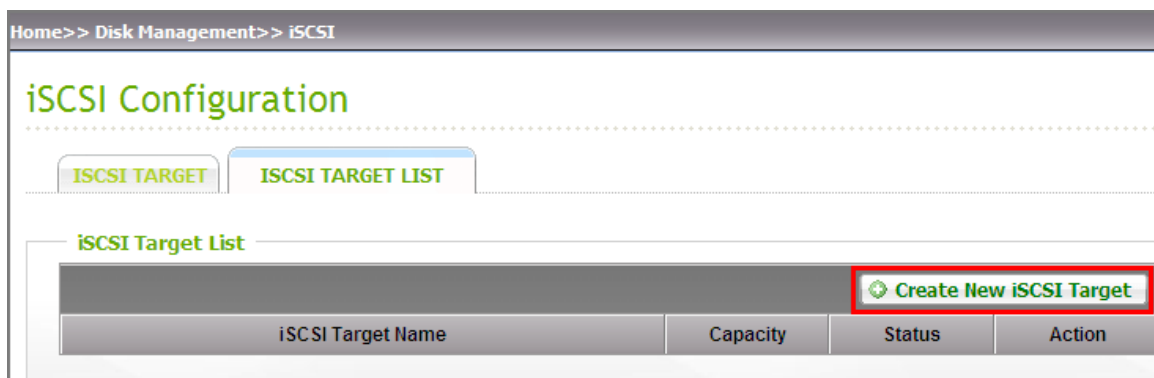 Home>> Disk Management>> iSCSI
iSCSI Configuration
ISCSI TARGET ISCSI TARGET LIST
iSCSI Target List
Create New iSCSI Target
iSCSI Target Name Capacity Status Action